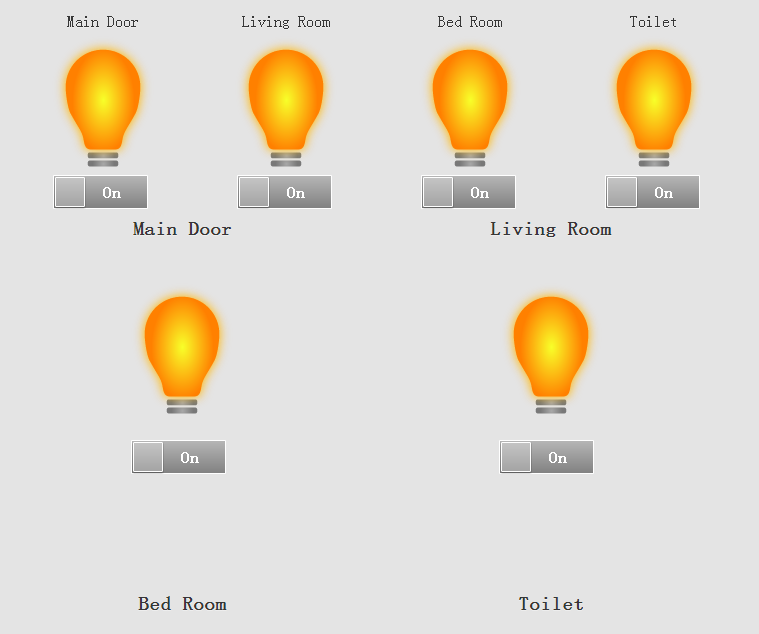 Main Door Living Room Bed Room Toilet
On On On On
Main Door Living Room
On On
Bed Room Toilet